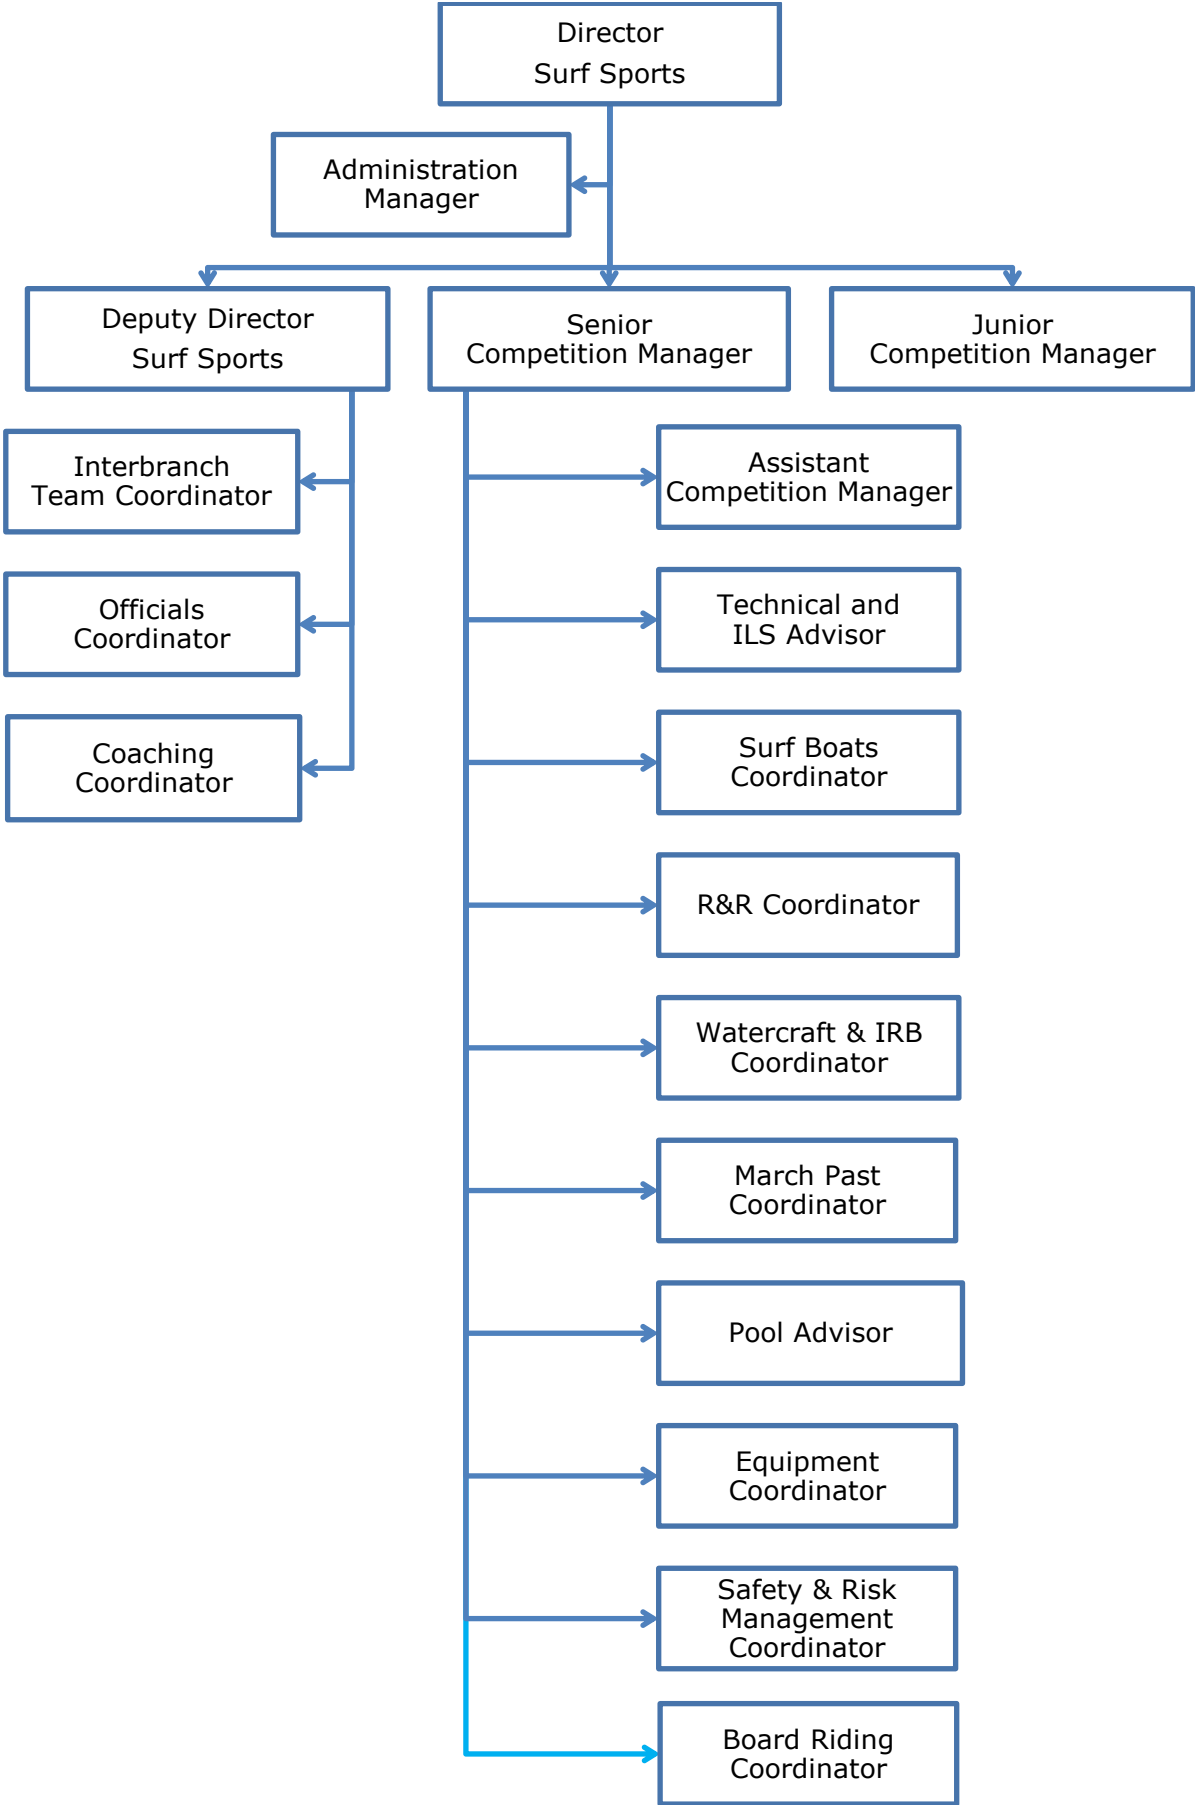 Director
Surf Sports
Administration
Manager
Deputy Director
Surf Sports
Senior
Competition Manager
Junior
Competition Manager
Interbranch
Team Coordinator
Officials
Coordinator
Coaching
Coordinator
Assistant
Competition Manager
Technical and
ILS Advisor
Surf Boats
Coordinator
R&R Coordinator
Watercraft & IRB
Coordinator
March Past
Coordinator
Pool Advisor
Equipment
Coordinator
Safety & Risk
Management
Coordinator
Board Riding
Coordinator